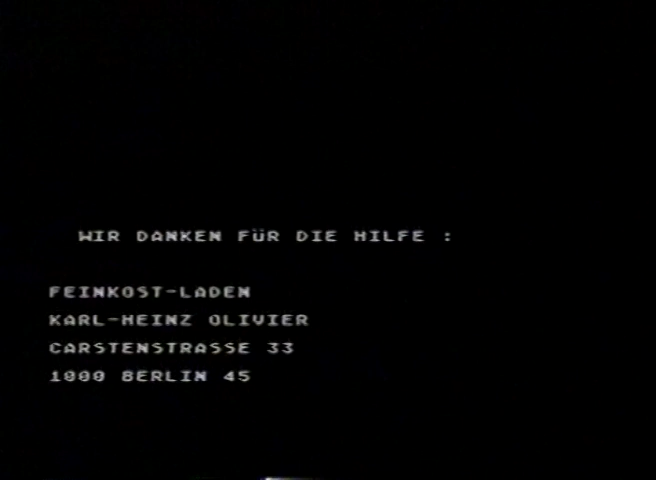 WIR DANKEN FÜR DIE HILFE :
FEINKOST-LADEN
KARL-HEINZ OLIVIER
CARSTENSTRASSE 33
1000 BERLIN 45